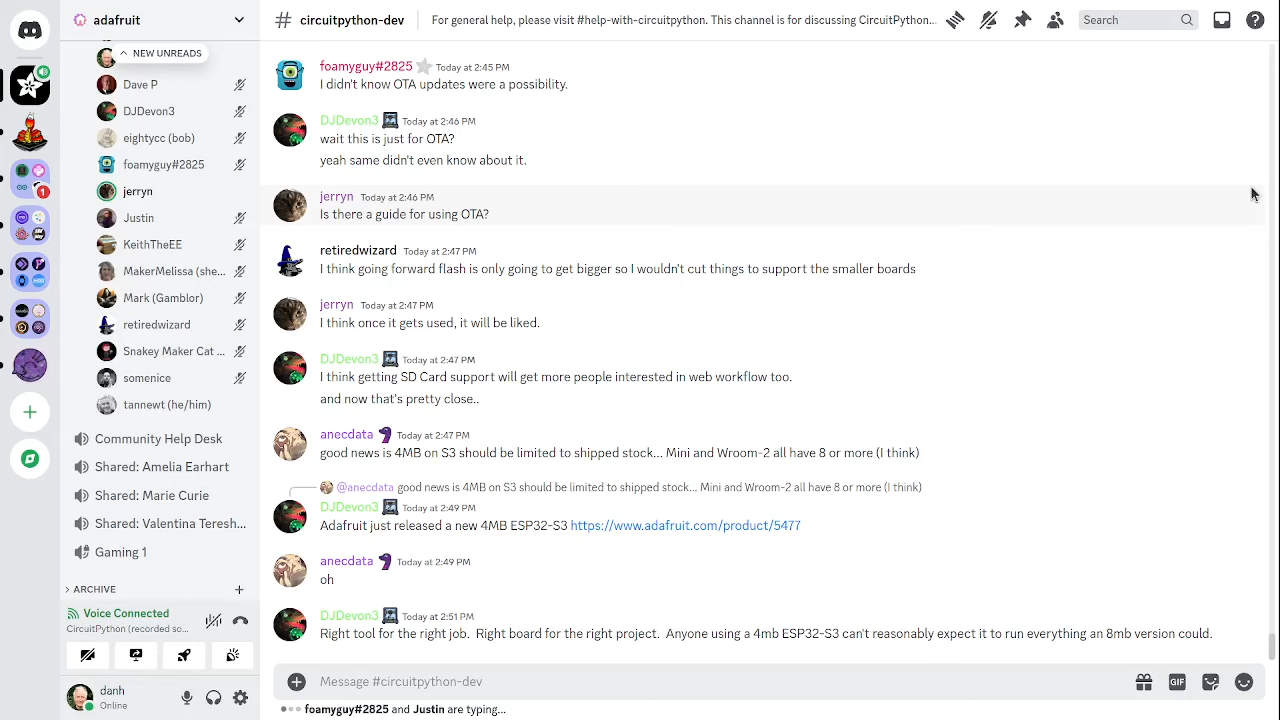 adafruit
NEW UNREADS
Dave P
DJDevon3
eightycc (bob)
foamyguy#2825
jerryn
Justin
KeithTheEE
MakerMelissa (she...
Mark (Gamblor)
retiredwizard
Snakey Maker Cat ...
somenice
tannewt (he/him)
Community Help Desk
Shared: Amelia Earhart
Shared: Marie Curie
Shared: Valentina Teresh...
Gaming 1
ARCHIVE
Voice Connected
CircuitPython (recorded so...
danh
Online
1
# circuitpython-dev
For general help, please visit #help-with-circuitpython. This channel is for discussing CircuitPython...
Search
foamyguy#2825 Today at 2:45 PM
I didn't know OTA updates were a possibility.
DJDevon3 Today at 2:46 PM
wait this is just for OTA?
yeah same didn't even know about it.
jerryn Today at 2:46 PM
Is there a guide for using OTA?
retiredwizard Today at 2:47 PM
I think going forward flash is only going to get bigger so I wouldn't cut things to support the smaller boards
jerryn Today at 2:47 PM
I think once it gets used, it will be liked.
DJDevon3 Today at 2:47 PM
I think getting SD Card support will get more people interested in web workflow too.
and now that's pretty close..
anecdata Today at 2:47 PM
good news is 4MB on S3 should be limited to shipped stock... Mini and Wroom-2 all have 8 or more (I think)
@anecdata good news is 4MB on S3 should be limited to shipped stock... Mini and Wroom-2 all have 8 or more (I think)
DJDevon3 Today at 2:49 PM
Adafruit just released a new 4MB ESP32-S3 https://www.adafruit.com/product/5477
anecdata Today at 2:49 PM
oh
DJDevon3 Today at 2:51 PM
Right tool for the right job. Right board for the right project. Anyone using a 4mb ESP32-S3 can't reasonably expect it to run everything an 8mb version could.
Message #circuitpython-dev
GIF
foamyguy#2825 and Justin are typing...